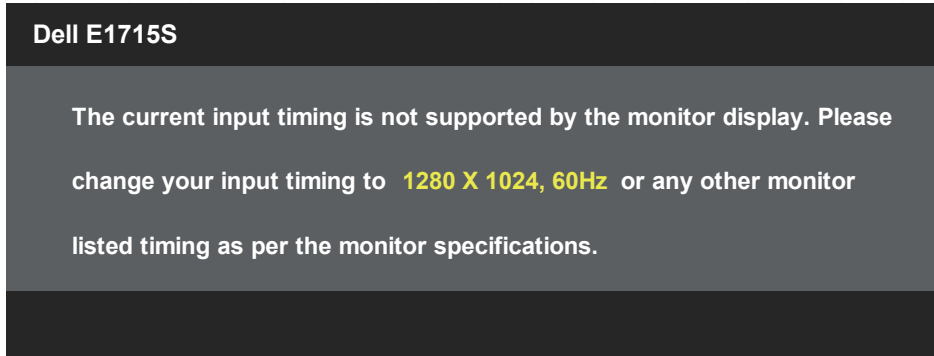 Dell E1715S
The current input timing is not supported by the monitor display. Please
change your input timing to 1280 X 1024, 60Hz or any other monitor
listed timing as per the monitor specifications.